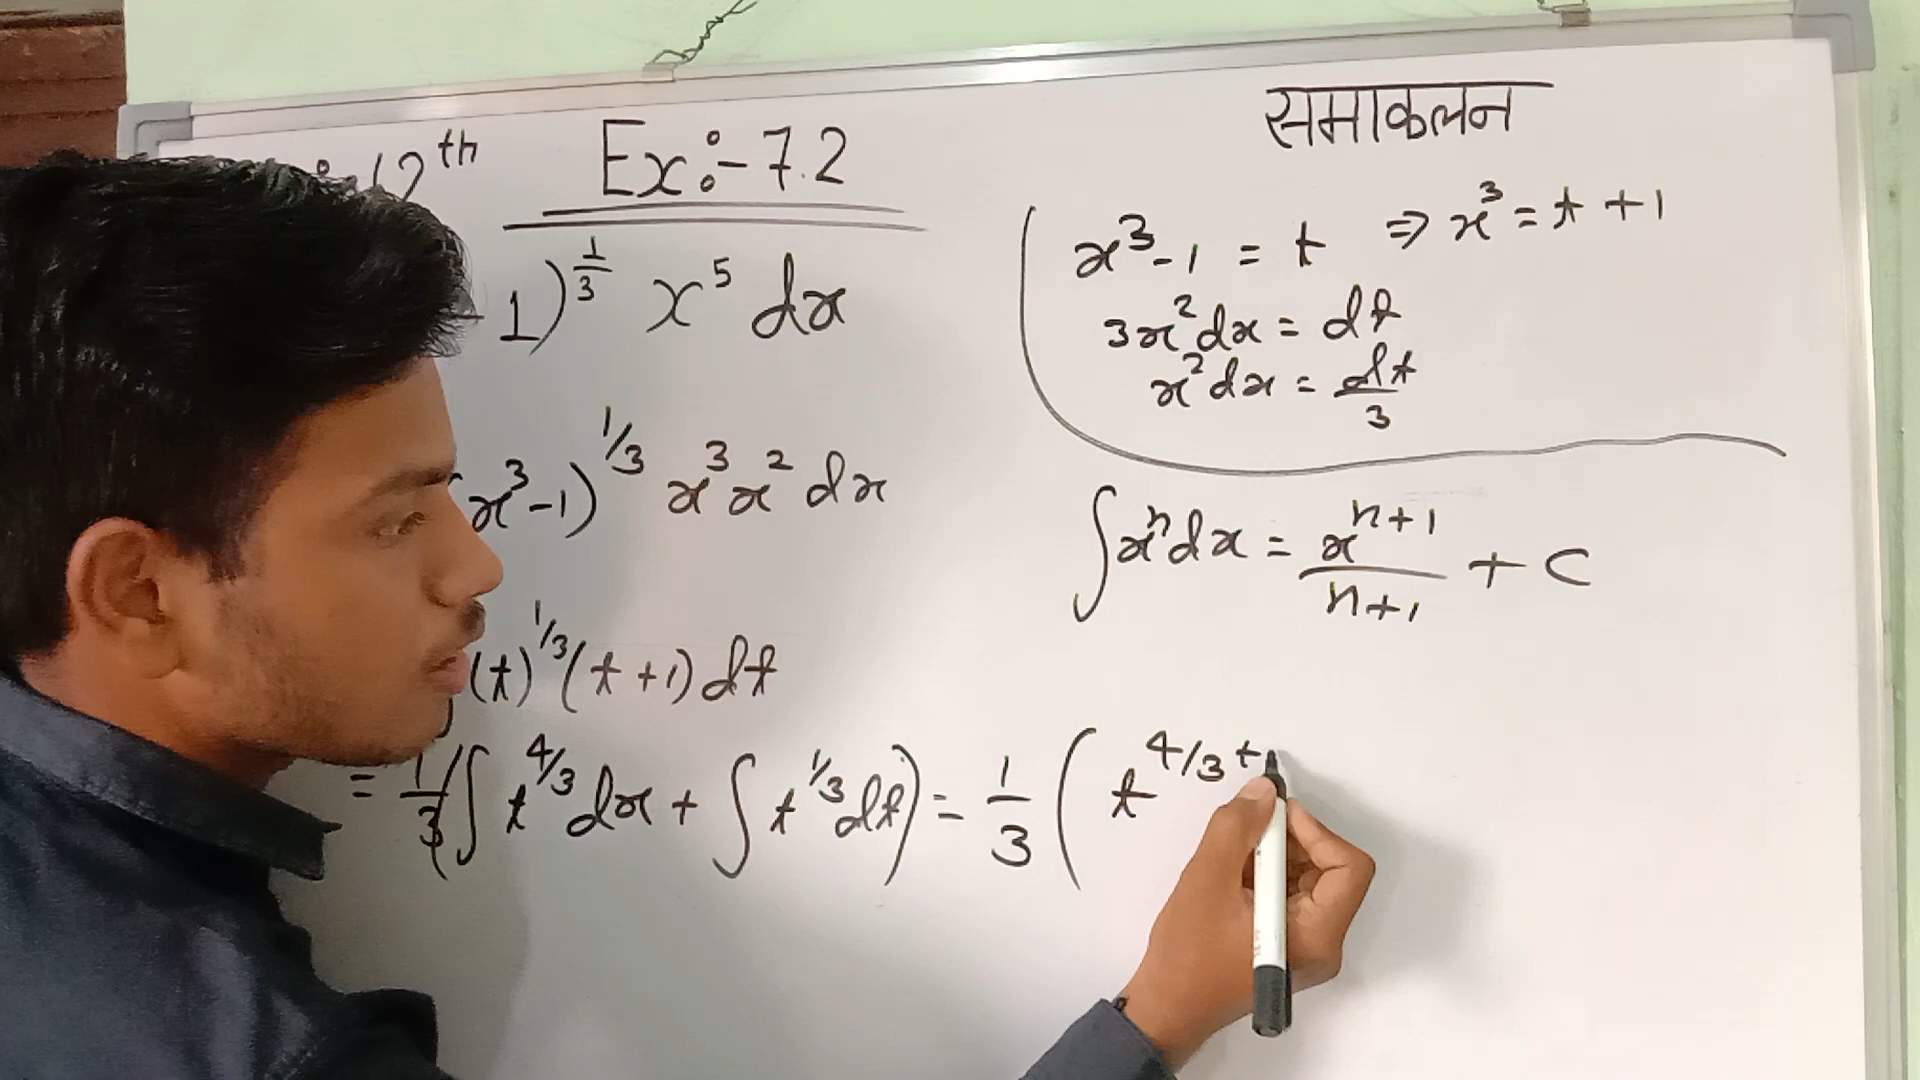 12th
Ex:- 7.2
समाकलन
- 1)^{1/3} x^5 dx
x^3 - 1 = t ⇒ x^3 = t + 1
3x^2 dx = dt
x^2 dx = dt/3
x^3 - 1)^{1/3} x^3 x^2 dx
∫ x^n dx = x^{n+1}/n+1 + C
(t)^{1/3} (t + 1) dt
= 1/3 (∫ t^{4/3} dx + ∫ t^{1/3} dt) = 1/3 ( t^{4/3 +